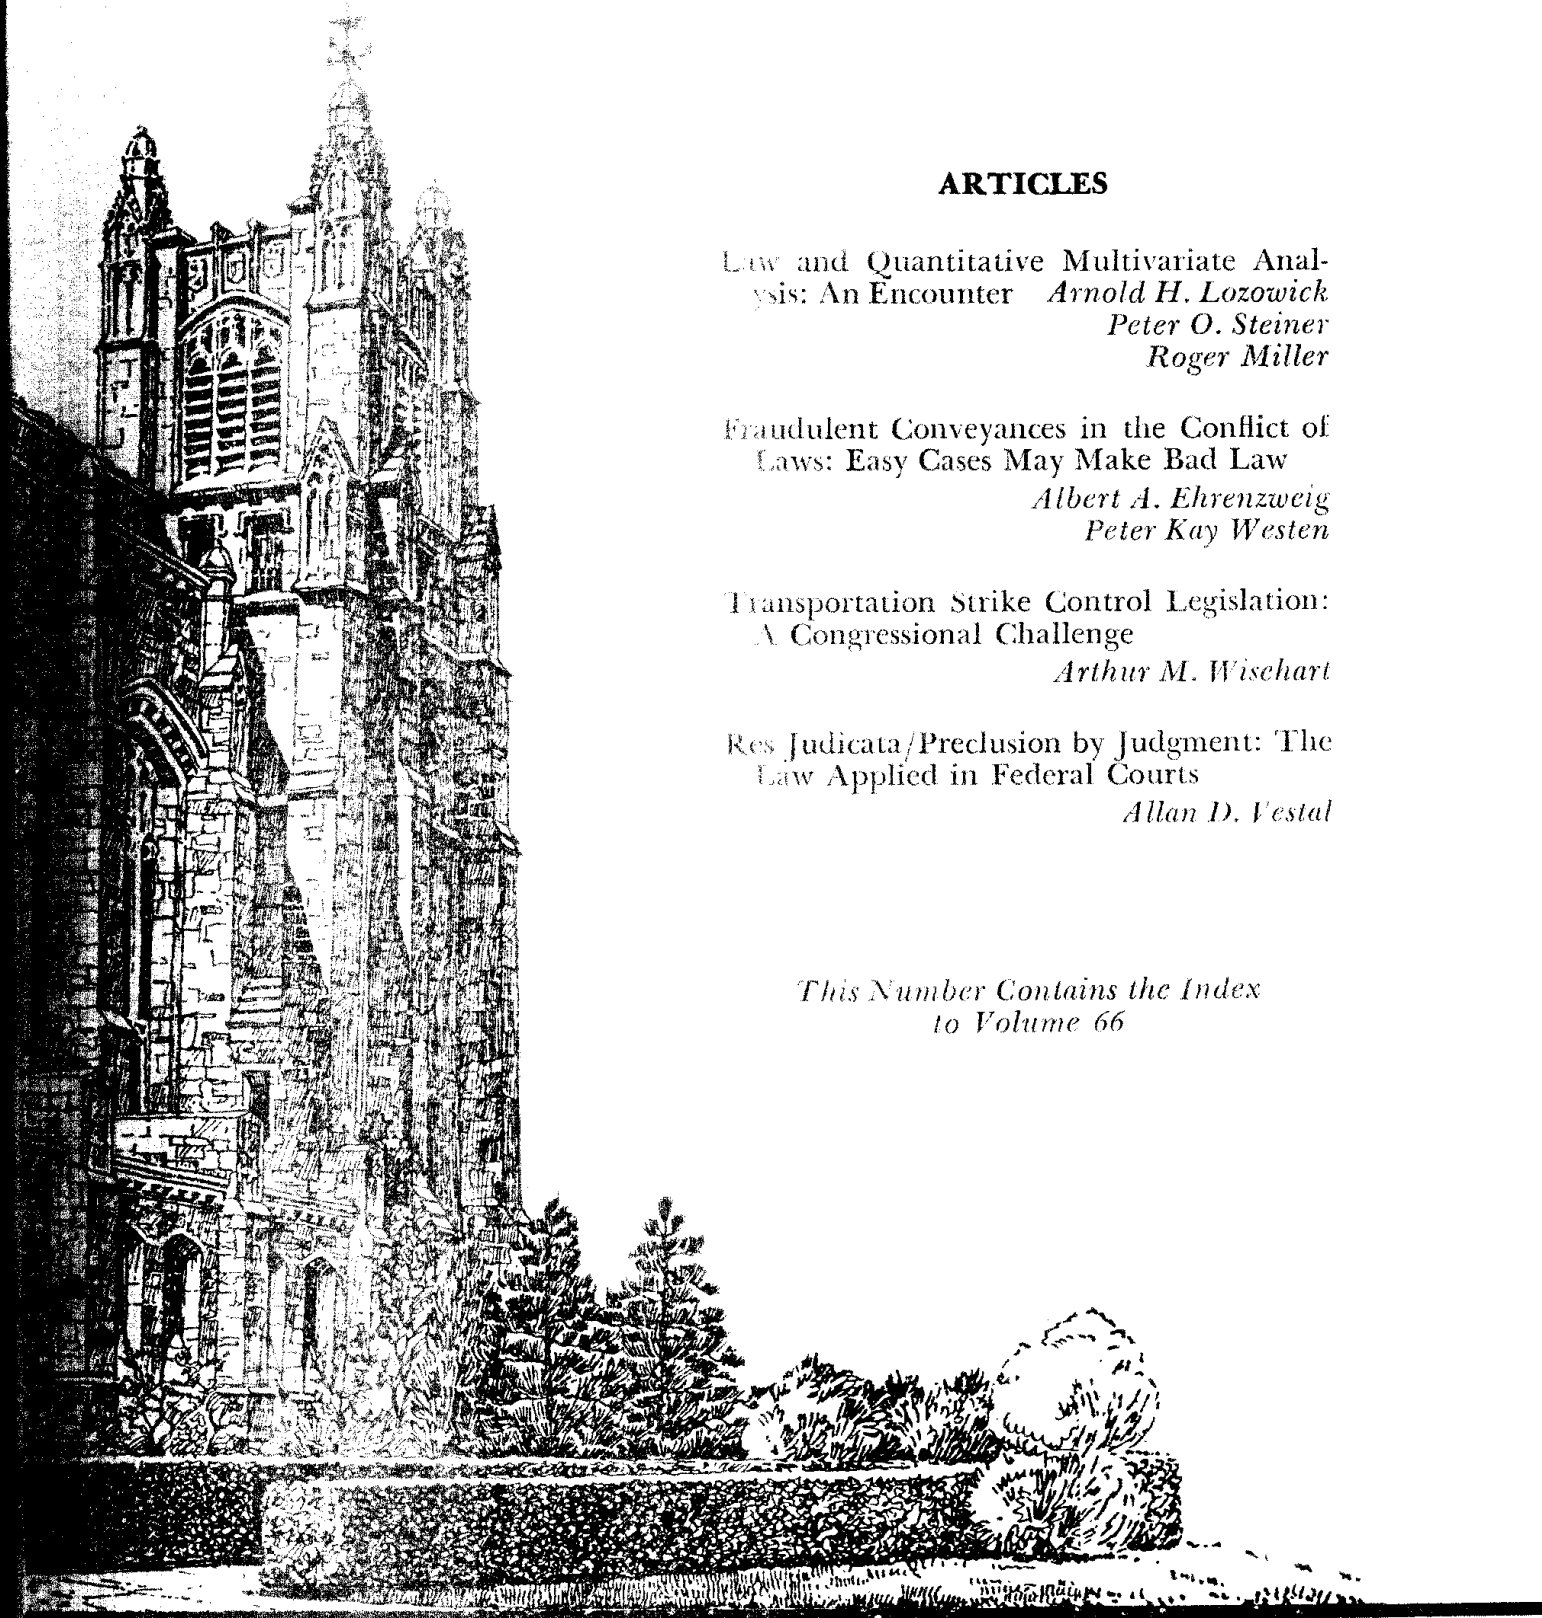 ARTICLES
Law and Quantitative Multivariate Anal-
ysis: An Encounter Arnold H. Lozowick
Peter O. Steiner
Roger Miller
Fraudulent Conveyances in the Conflict of
Laws: Easy Cases May Make Bad Law
Albert A. Ehrenzweig
Peter Kay Westen
Transportation Strike Control Legislation:
A Congressional Challenge
Arthur M. Wisehart
Res Judicata/Preclusion by Judgment: The
Law Applied in Federal Courts
Allan D. Vestal
This Number Contains the Index
to Volume 66